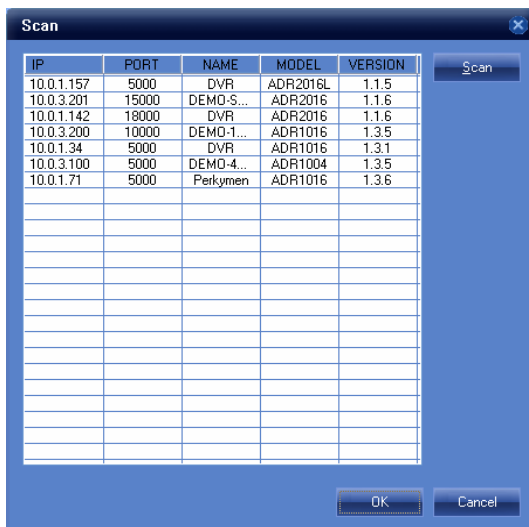 Scan
IP PORT NAME MODEL VERSION
Scan
10.0.1.157 5000 DVR ADR2016L 1.1.5
10.0.3.201 15000 DEMO-S... ADR2016 1.1.6
10.0.1.142 18000 DVR ADR2016 1.1.6
10.0.3.200 10000 DEMO-1... ADR1016 1.3.5
10.0.1.34 5000 DVR ADR1016 1.3.1
10.0.3.100 5000 DEMO-4... ADR1004 1.3.5
10.0.1.71 5000 Perkymen ADR1016 1.3.6
OK Cancel